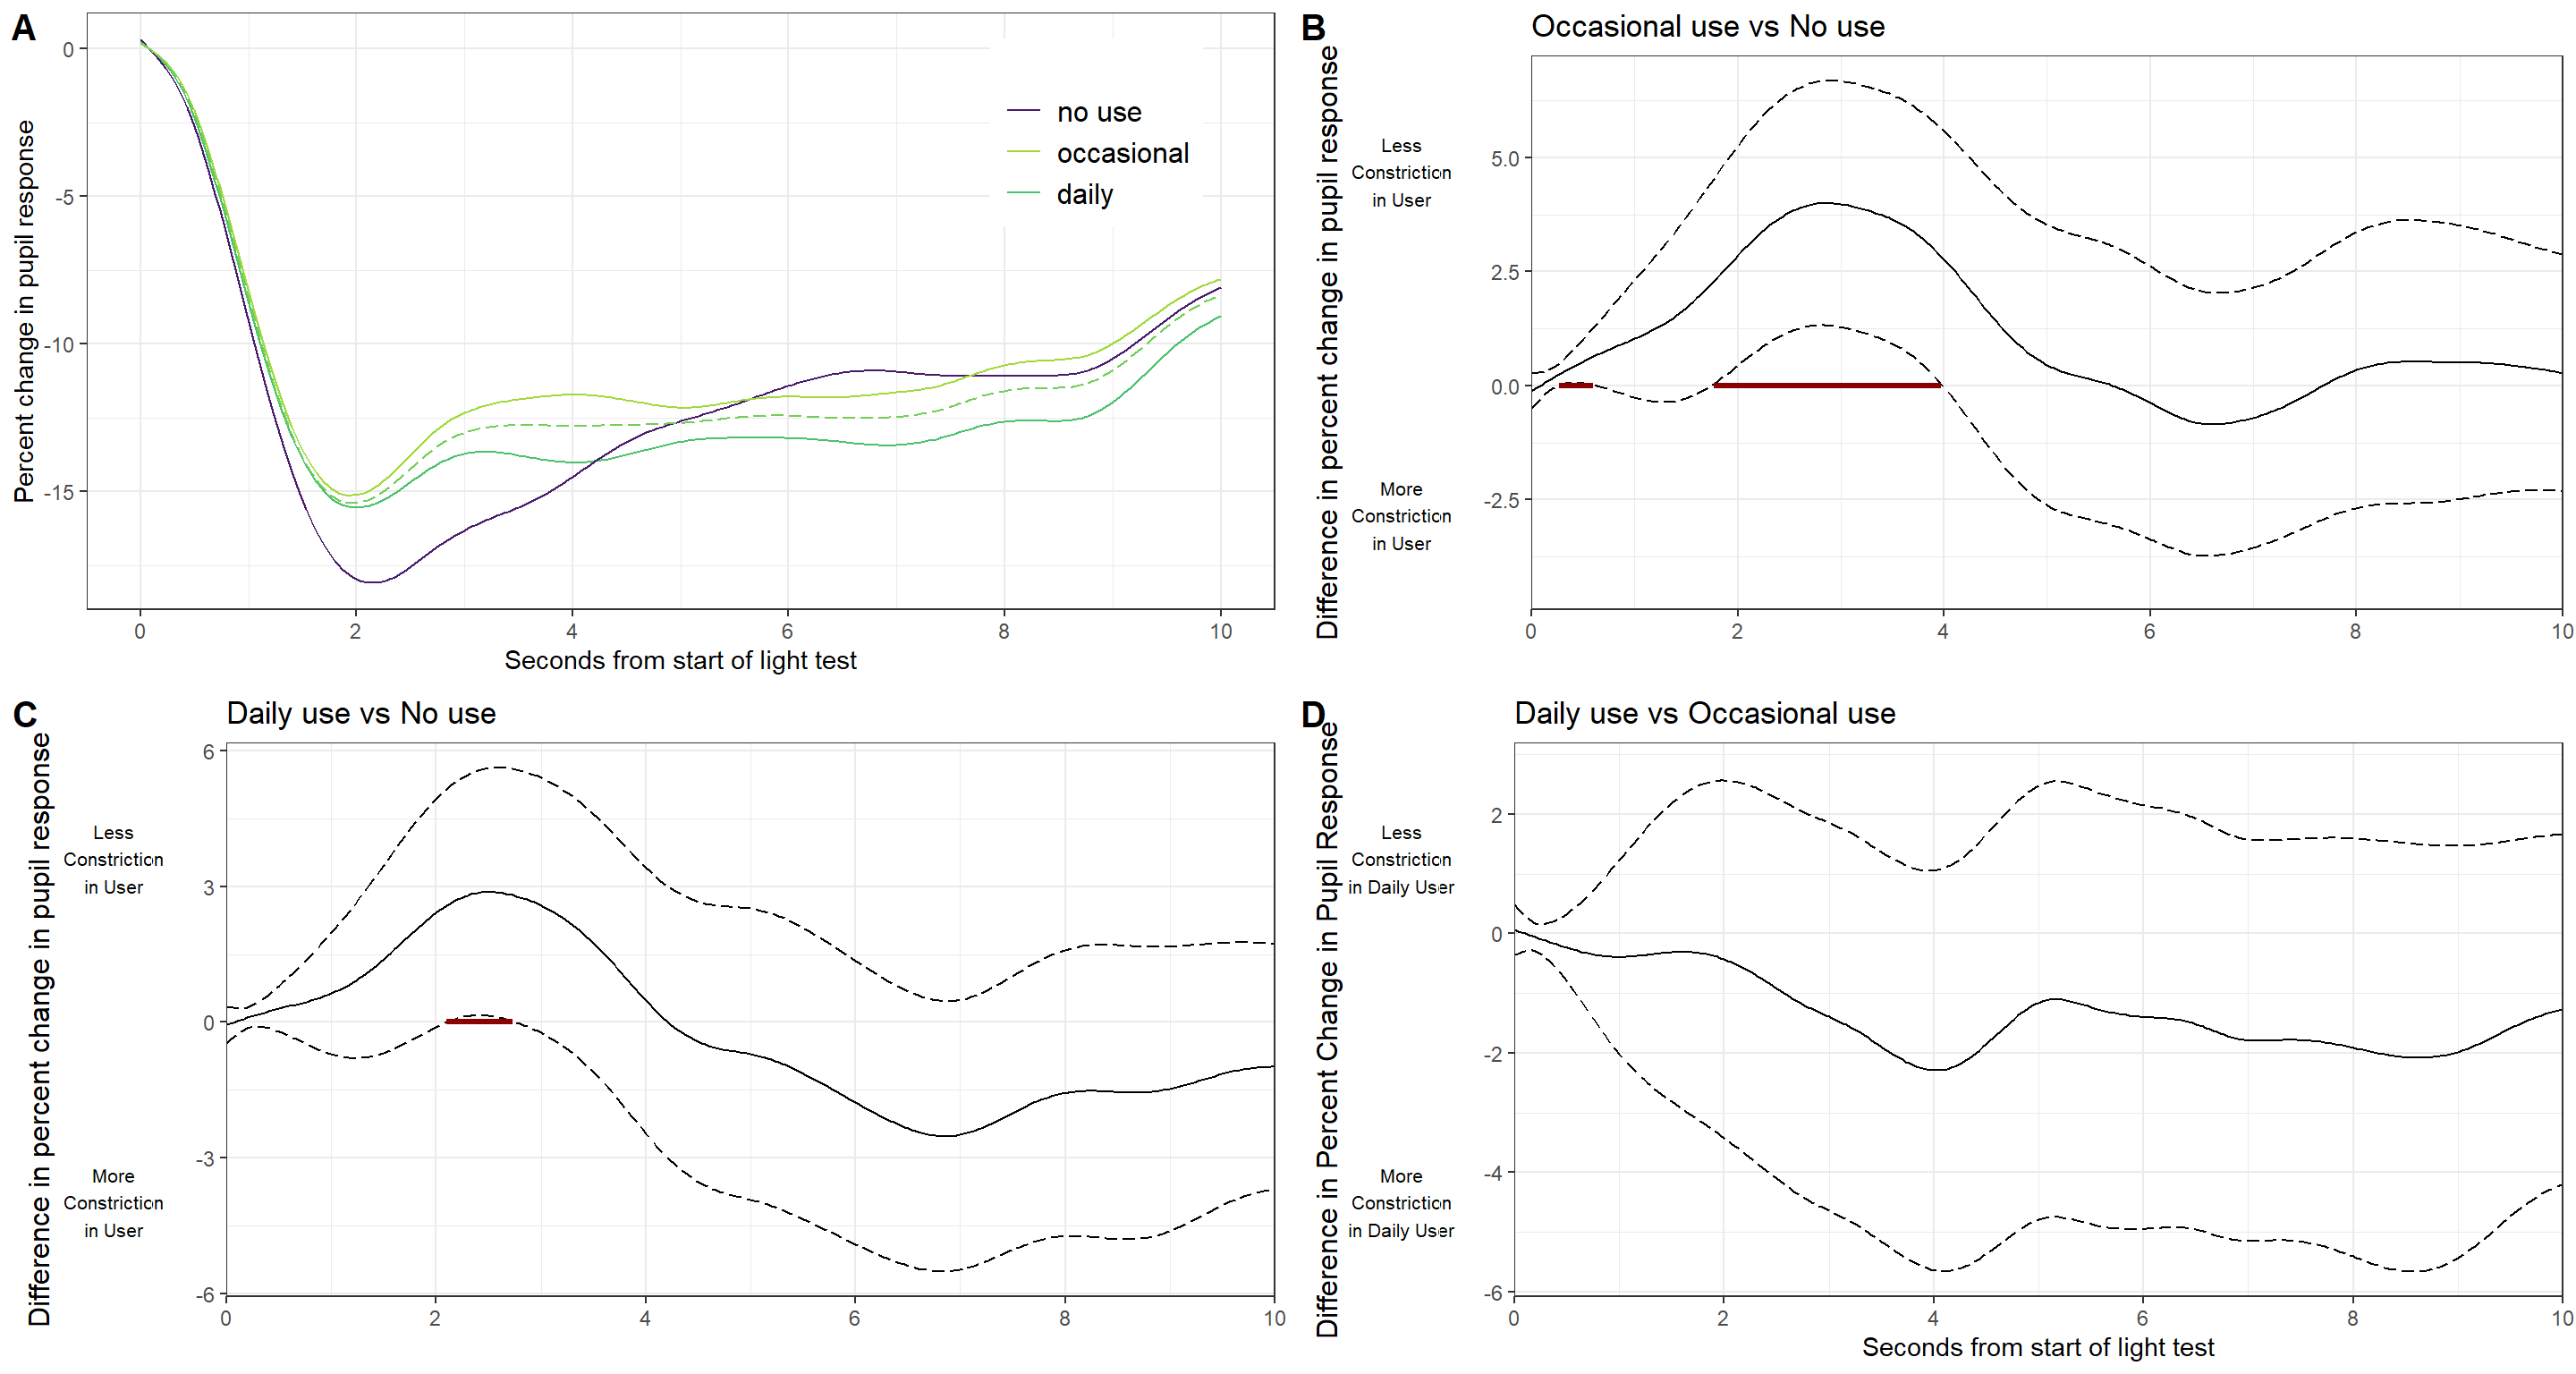 A
Percent change in pupil response
0
-5
-10
-15
no use
occasional
daily
0 2 4 6 8 10
Seconds from start of light test
B
Occasional use vs No use
Difference in percent change in pupil response
Less
Constriction
in User
More
Constriction
in User
5.0
2.5
0.0
-2.5
0 2 4 6 8 10
C
Daily use vs No use
Difference in percent change in pupil response
Less
Constriction
in User
More
Constriction
in User
6
3
0
-3
-6
0 2 4 6 8 10
D
Daily use vs Occasional use
Difference in Percent Change in Pupil Response
Less
Constriction
in Daily User
More
Constriction
in Daily User
2
0
-2
-4
-6
0 2 4 6 8 10
Seconds from start of light test